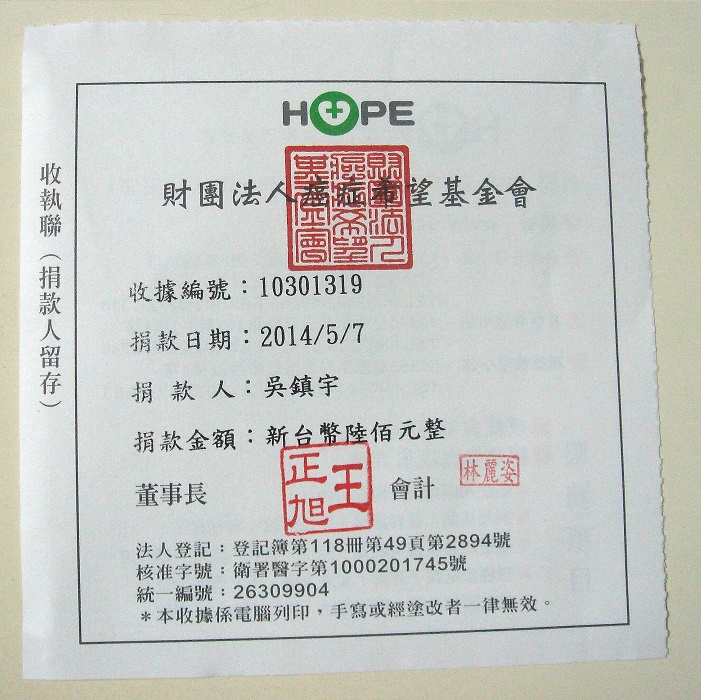 HOPE
財團法人癌症希望基金會
收執聯（捐款人留存）
收據編號：10301319
捐款日期：2014/5/7
捐 款 人：吳鎮宇
捐款金額：新台幣陸佰元整
董事長
王正旭
會計
林麗姿
法人登記：登記簿第118冊第49頁第2894號
核准字號：衛署醫字第1000201745號
統一編號：26309904
＊本收據係電腦列印，手寫或經塗改者一律無效。